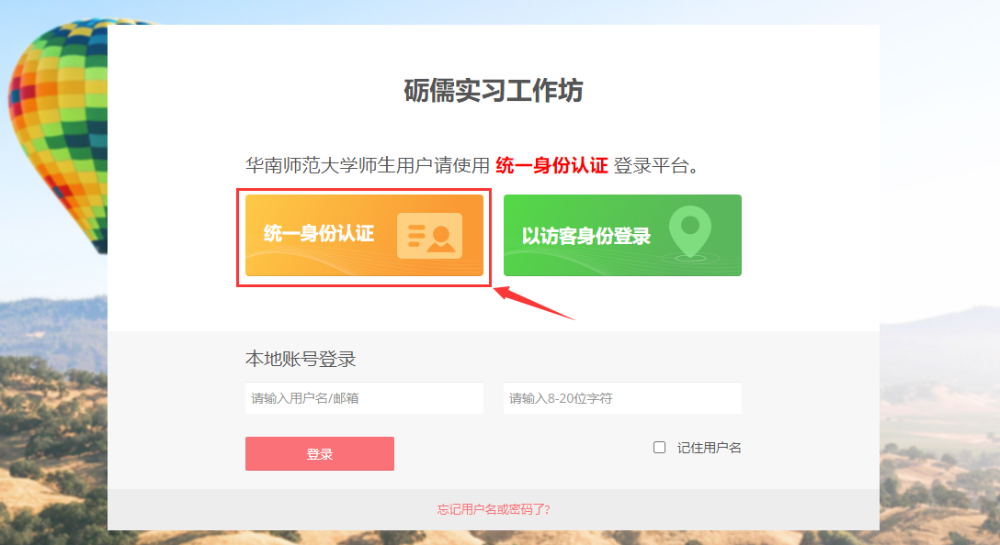 砺儒实习工作坊
华南师范大学师生用户请使用 统一身份认证 登录平台。
统一身份认证
以访客身份登录
本地账号登录
请输入用户名/邮箱
请输入8-20位字符
登录
记住用户名
忘记用户名或密码了?